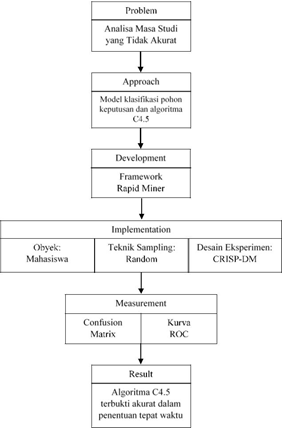 Problem
Analisa Masa Studi
yang Tidak Akurat
Approach
Model klasifikasi pohon
keputusan dan algoritma
C4.5
Development
Framework
Rapid Miner
Implementation
Obyek:
Mahasiswa
Teknik Sampling:
Random
Desain Eksperimen:
CRISP-DM
Measurement
Confusion
Matrix
Kurva
ROC
Result
Algoritma C4.5
terbukti akurat dalam
penentuan tepat waktu